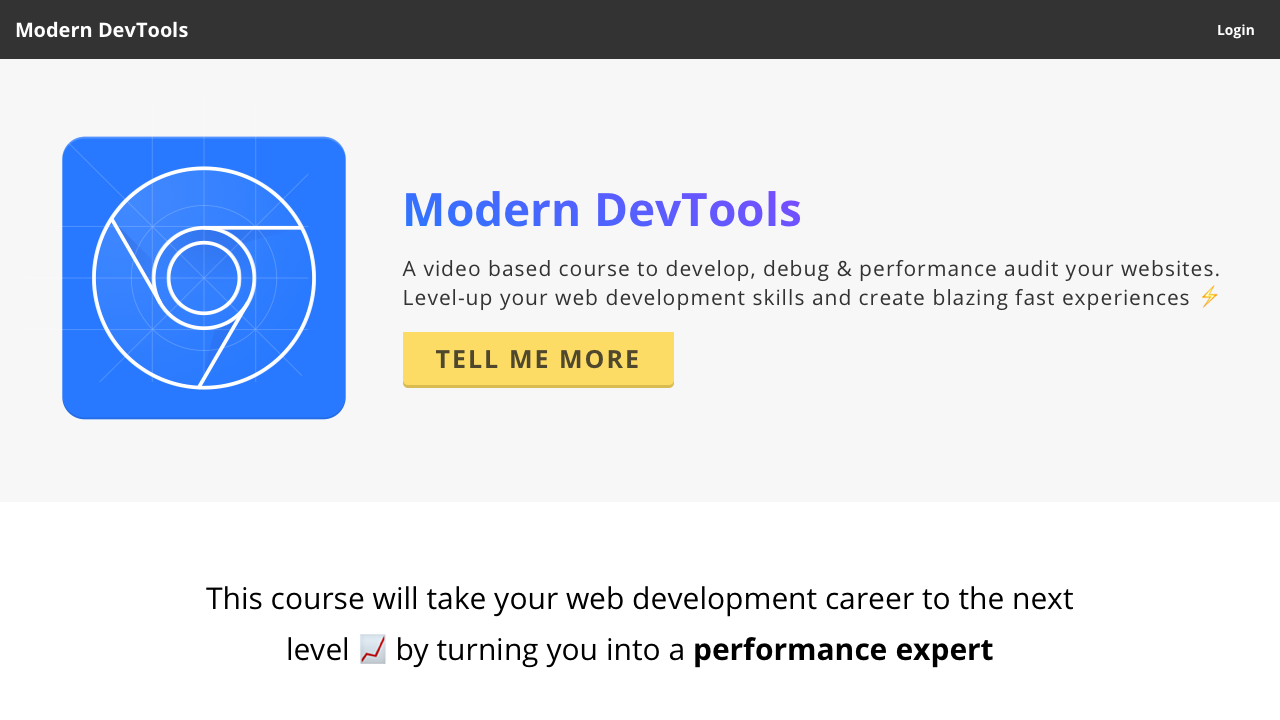 Modern DevTools
Login
Modern DevTools
A video based course to develop, debug & performance audit your websites.
Level-up your web development skills and create blazing fast experiences ⚡
TELL ME MORE
This course will take your web development career to the next
level 📈 by turning you into a performance expert